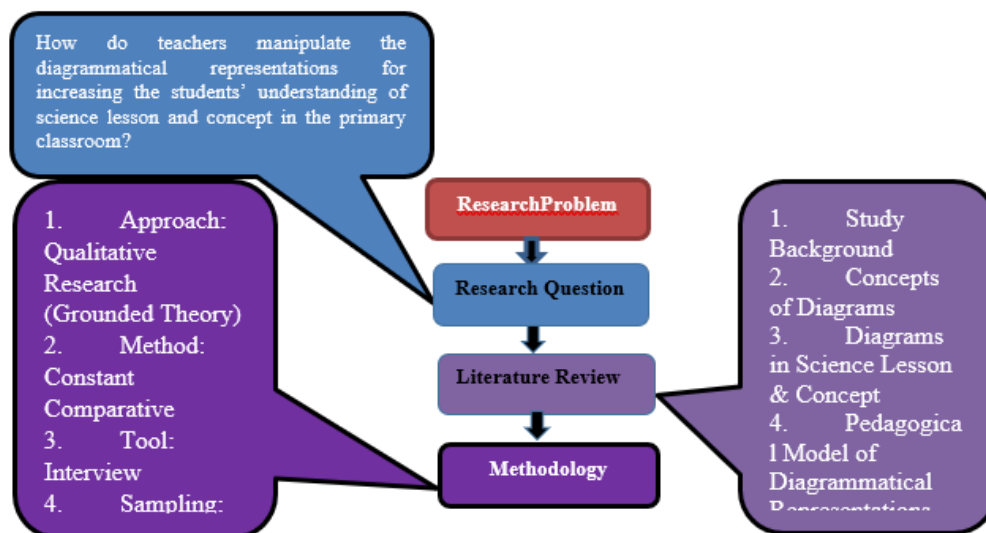 How do teachers manipulate the
diagrammatical representations for
increasing the students' understanding of
science lesson and concept in the primary
classroom?
ResearchProblem
Research Question
Literature Review
Methodology
1. Approach:
Qualitative
Research
(Grounded Theory)
2. Method:
Constant
Comparative
3. Tool:
Interview
4. Sampling:
1. Study
Background
2. Concepts
of Diagrams
3. Diagrams
in Science Lesson
& Concept
4. Pedagogica
l Model of
Diagrammatical
Representations